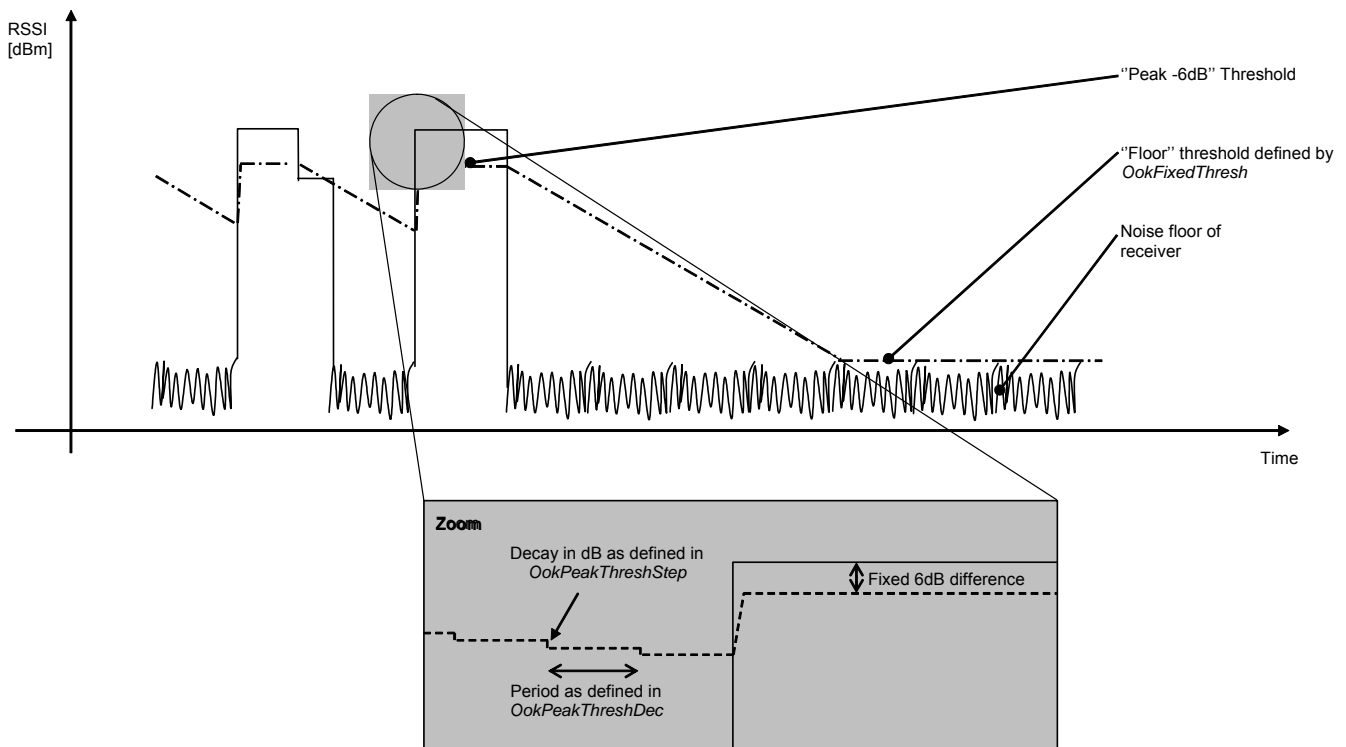 RSSI
[dBm]
‘'Peak -6dB'’ Threshold
‘'Floor'’ threshold defined by
OokFixedThresh
Noise floor of
receiver
Time
Zoom
Decay in dB as defined in
OokPeakThreshStep
Fixed 6dB difference
Period as defined in
OokPeakThreshDec